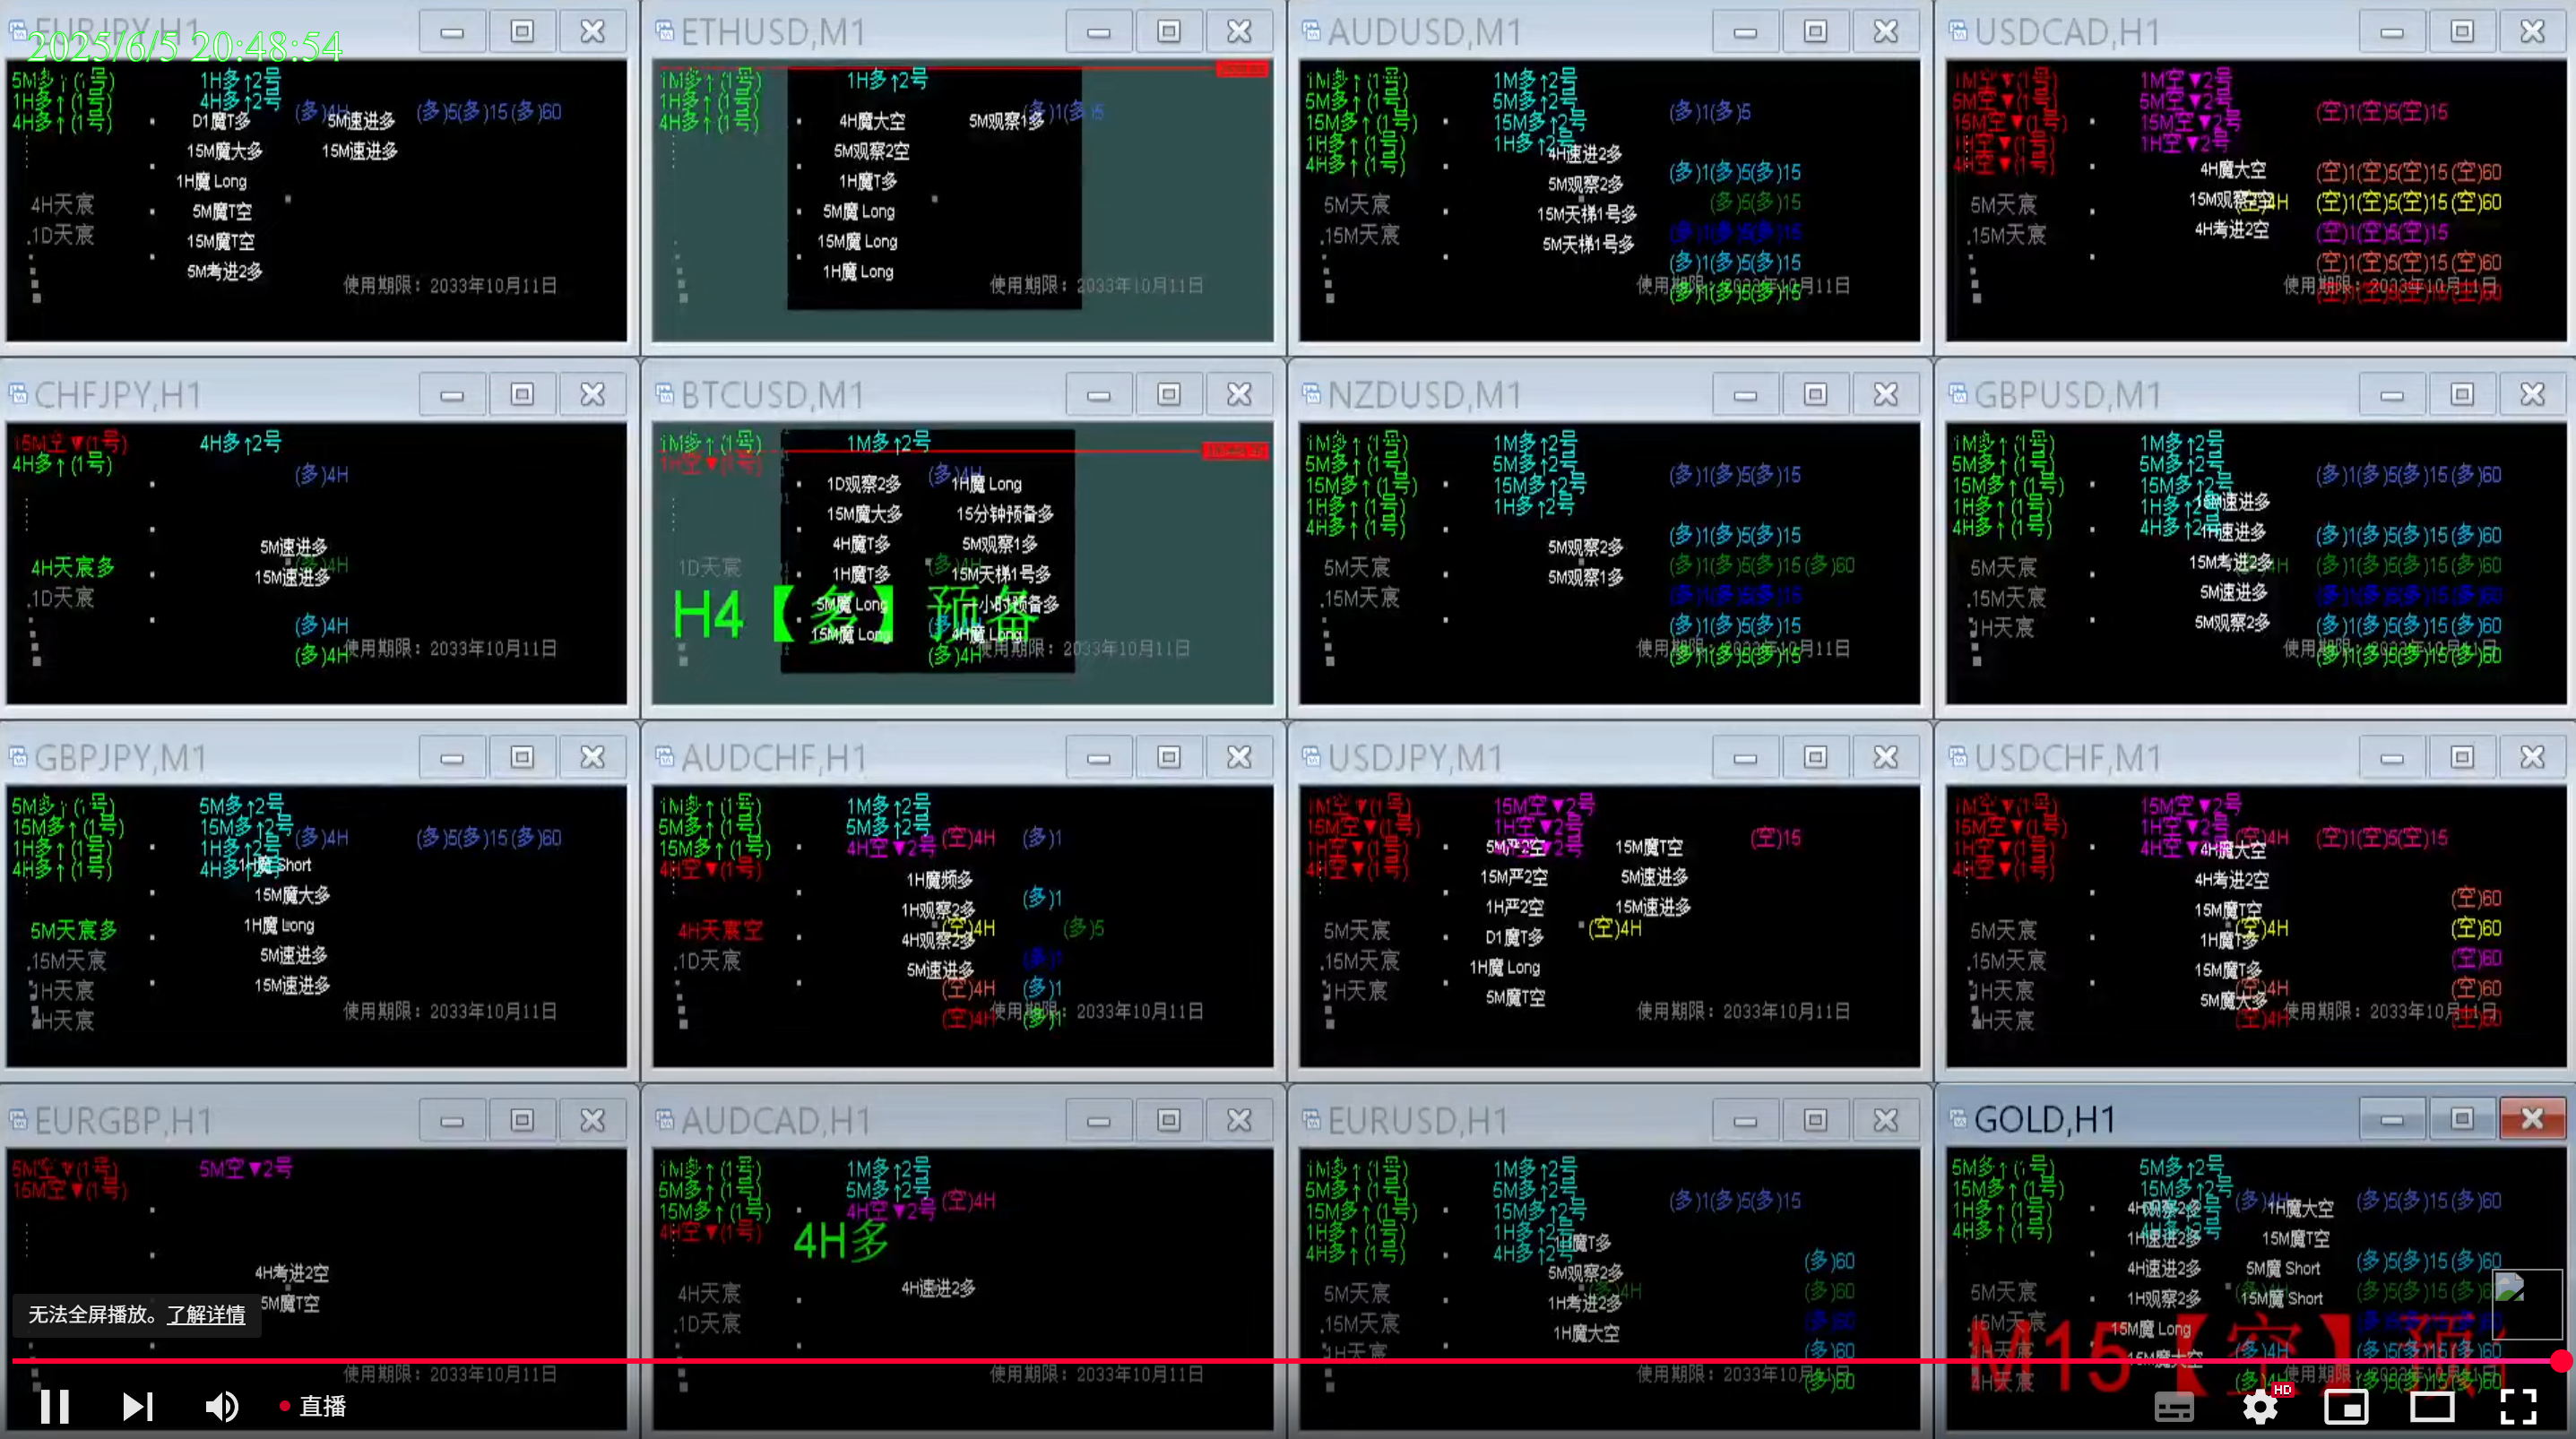 EURJPY,H1
2025/6/5 20:48:54
5M多↑(1号)
1H多↑(1号)
4H多↑(1号)
1H多↑2号
4H多↑2号
(多)4H
(多)5(多)15(多)60
D1魔T多
5M速进多
15M魔大多
15M速进多
1H魔 Long
5M魔T空
15M魔T空
5M考进2多
4H天宸
.1D天宸
使用期限：2033年10月11日
ETHUSD,M1
1M多↑(1号)
1H多↑(1号)
4H多↑(1号)
1H多↑2号
4H魔大空
5M观察1多
(多)1(多)5
5M观察2空
1H魔T多
5M魔 Long
15M魔 Long
1H魔 Long
使用期限：2033年10月11日
AUDUSD,M1
1M多↑(1号)
5M多↑(1号)
15M多↑(1号)
1H多↑(1号)
4H多↑(1号)
1M多↑2号
5M多↑2号
15M多↑2号
1H多↑2号
(多)1(多)5
4H速进2多
5M观察2多
15M天梯1号多
5M天梯1号多
(多)1(多)5(多)15
(多)5(多)15
(多)1(多)5(多)15
(多)1(多)5(多)15
(多)1(多)5(多)15
5M天宸
.15M天宸
使用期限：2033年10月11日
USDCAD,H1
1M空▼(1号)
5M空▼(1号)
15M空▼(1号)
1H空▼(1号)
4H空▼(1号)
1M空▼2号
5M空▼2号
15M空▼2号
1H空▼2号
(空)1(空)5(空)15
4H魔大空
15M观察2空
4H考进2空
(空)4H
(空)1(空)5(空)15(空)60
(空)1(空)5(空)15(空)60
(空)1(空)5(空)15
(空)1(空)5(空)15(空)60
5M天宸
.15M天宸
使用期限：2033年10月11日
CHFJPY,H1
15M空▼(1号)
4H多↑(1号)
4H多↑2号
(多)4H
5M速进多
15M速进多
(多)4H
4H天宸多
.1D天宸
(多)4H
(多)4H
使用期限：2033年10月11日
BTCUSD,M1
1M多↑(1号)
1H空▼(1号)
1M多↑2号
(多)4H
1D观察2多
1H魔 Long
15M魔大多
15分钟预备多
4H魔T多
5M观察1多
1H魔T多
15M天梯1号多
5M魔 Long
一小时预备多
15M魔 Long
4H魔 Long
1D天宸
H4【多】预备
(多)4H
使用期限：2033年10月11日
NZDUSD,M1
1M多↑(1号)
5M多↑(1号)
15M多↑(1号)
1H多↑(1号)
4H多↑(1号)
1M多↑2号
5M多↑2号
15M多↑2号
1H多↑2号
(多)1(多)5(多)15
5M观察2多
5M观察1多
(多)1(多)5(多)15
(多)1(多)5(多)15(多)60
(多)1(多)5(多)15
(多)1(多)5(多)15
(多)1(多)5(多)15
5M天宸
.15M天宸
使用期限：2033年10月11日
GBPUSD,M1
1M多↑(1号)
5M多↑(1号)
15M多↑(1号)
1H多↑(1号)
4H多↑(1号)
1M多↑2号
5M多↑2号
15M多↑2号
1H多↑2号
4H多↑2号
(多)1(多)5(多)15(多)60
15M速进多
1H速进多
15M考进2多
5M速进多
5M观察2多
(多)1(多)5(多)15(多)60
(多)1(多)5(多)15(多)60
(多)1(多)5(多)15(多)60
(多)1(多)5(多)15(多)60
(多)1(多)5(多)15(多)60
5M天宸
.15M天宸
1H天宸
使用期限：2033年10月11日
GBPJPY,M1
5M多↑(1号)
15M多↑(1号)
1H多↑(1号)
4H多↑(1号)
5M多↑2号
15M多↑2号
1H多↑2号
4H多↑2号
(多)4H
(多)5(多)15(多)60
1H魔 Short
15M魔大多
1H魔 Long
5M速进多
15M速进多
5M天宸多
.15M天宸
1H天宸
4H天宸
使用期限：2033年10月11日
AUDCHF,H1
1M多↑(1号)
5M多↑(1号)
15M多↑(1号)
4H空▼(1号)
1M多↑2号
5M多↑2号
4H空▼2号
(空)4H
(多)1
1H魔频多
1H观察2多
4H观察2多
5M速进多
(多)1
(空)4H
(多)5
(多)1
(空)4H
(多)1
(空)4H
(多)1
4H天宸空
.1D天宸
使用期限：2033年10月11日
USDJPY,M1
1M空▼(1号)
15M空▼(1号)
1H空▼(1号)
4H空▼(1号)
15M空▼2号
1H空▼2号
4H空▼2号
(空)15
5M严2空
15M魔T空
15M严2空
5M速进多
1H严2空
15M速进多
D1魔T多
(空)4H
1H魔 Long
5M魔T空
5M天宸
.15M天宸
1H天宸
使用期限：2033年10月11日
USDCHF,M1
1M空▼(1号)
15M空▼(1号)
1H空▼(1号)
4H空▼(1号)
15M空▼2号
1H空▼2号
4H空▼2号
(空)4H
(空)1(空)5(空)15
4H魔大空
4H考进2空
15M魔T空
1H魔T多
15M魔T多
5M魔大多
(空)60
(空)4H
(空)60
(空)60
(空)4H
(空)60
(空)4H
(空)60
5M天宸
.15M天宸
1H天宸
4H天宸
使用期限：2033年10月11日
EURGBP,H1
5M空▼(1号)
15M空▼(1号)
5M空▼2号
4H考进2空
5M魔T空
使用期限：2033年10月11日
AUDCAD,H1
1M多↑(1号)
5M多↑(1号)
15M多↑(1号)
4H空▼(1号)
1M多↑2号
5M多↑2号
4H空▼2号
(空)4H
4H多
4H速进2多
4H天宸
.1D天宸
使用期限：2033年10月11日
EURUSD,H1
1M多↑(1号)
5M多↑(1号)
15M多↑(1号)
1H多↑(1号)
4H多↑(1号)
1M多↑2号
5M多↑2号
15M多↑2号
1H多↑2号
4H多↑2号
(多)1(多)5(多)15
1H魔T多
5M观察2多
1H考进2多
1H魔大空
(多)60
(多)4H
(多)60
(多)60
(多)60
(多)60
5M天宸
.15M天宸
1H天宸
使用期限：2033年10月11日
GOLD,H1
5M多↑(1号)
15M多↑(1号)
1H多↑(1号)
4H多↑(1号)
5M多↑2号
15M多↑2号
(多)4H
(多)5(多)15(多)60
4H观察2多
1H魔大空
1H速进2多
15M魔T空
4H速进2多
5M魔 Short
1H观察2多
15M魔 Short
15M魔 Long
15M魔大空
(多)5(多)15(多)60
5M天宸
.15M天宸
4H天宸
M15【空】预
(多)4H
使用期限：2033年10月11日
无法全屏播放。了解详情
直播
HD